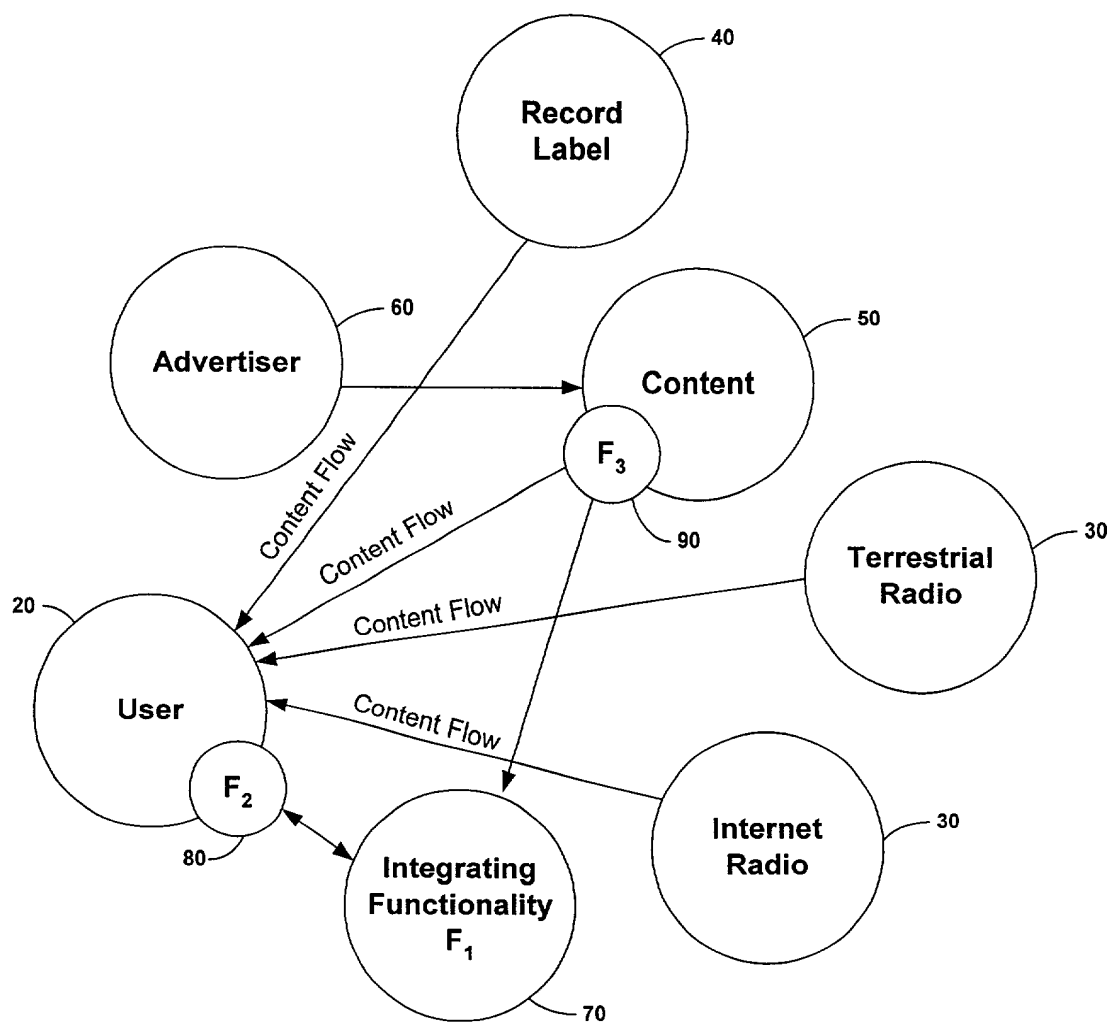 40
Record
Label
60
Advertiser
50
Content
F3
90
Content Flow
Content Flow
30
Terrestrial
Radio
Content Flow
20
User
Content Flow
F2
80
30
Internet
Radio
Integrating
Functionality
F1
70